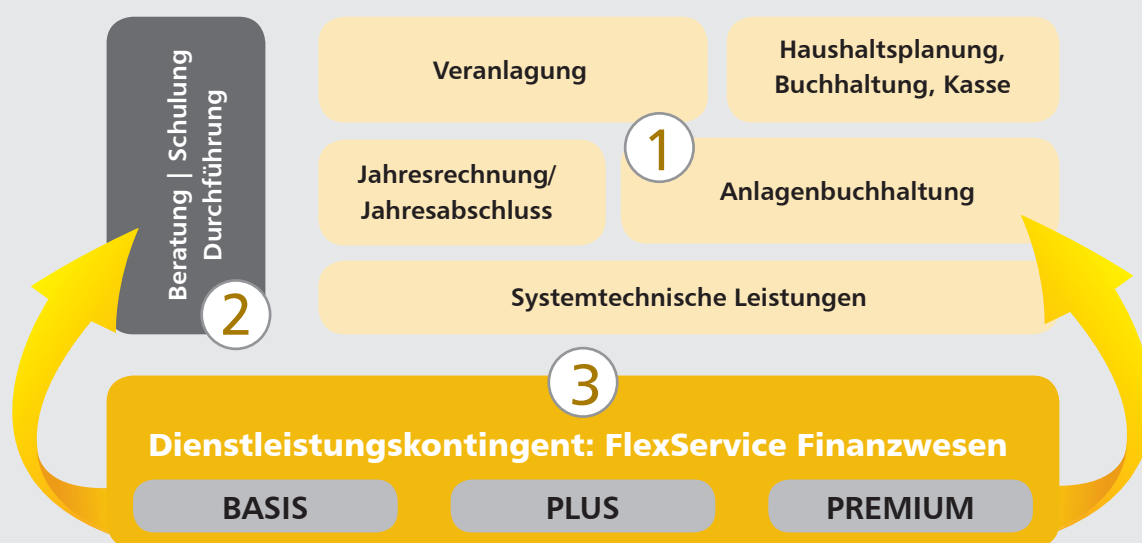 Beratung | Schulung
Durchführung
2
Veranlagung
Haushaltsplanung,
Buchhaltung, Kasse
1
Jahresrechnung/
Jahresabschluss
Anlagenbuchhaltung
Systemtechnische Leistungen
3
Dienstleistungskontingent: FlexService Finanzwesen
BASIS
PLUS
PREMIUM